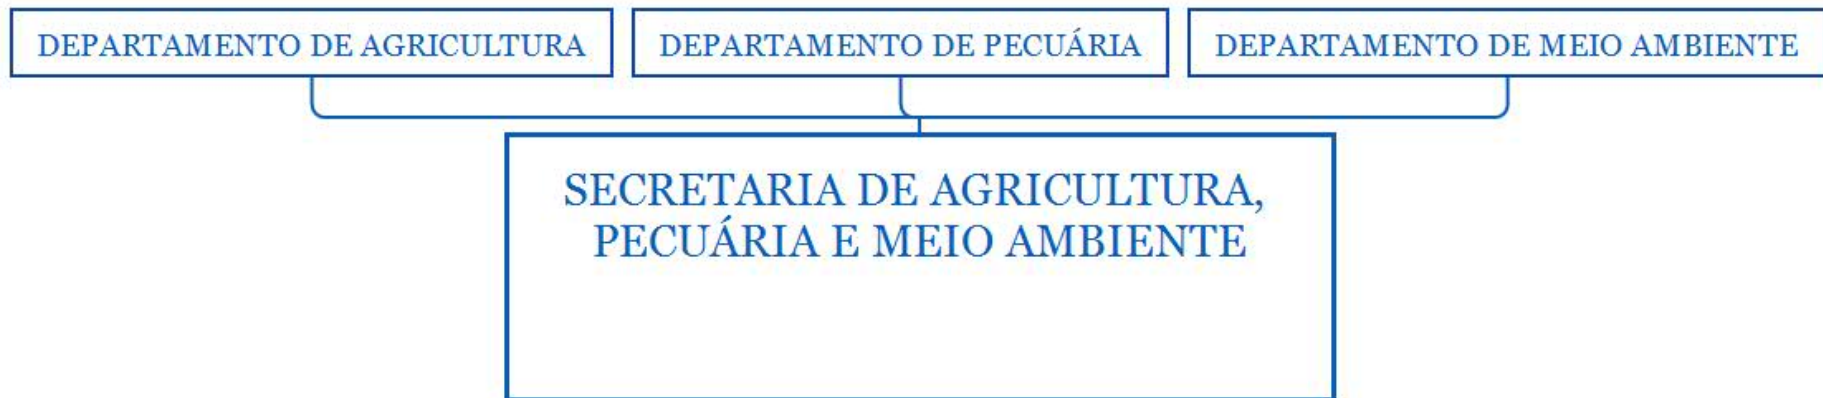 DEPARTAMENTO DE AGRICULTURA
DEPARTAMENTO DE PECUÁRIA
DEPARTAMENTO DE MEIO AMBIENTE
SECRETARIA DE AGRICULTURA,
PECUÁRIA E MEIO AMBIENTE